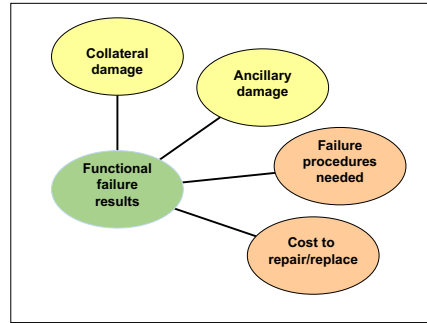 Collateral
damage
Ancillary
damage
Functional
failure
results
Failure
procedures
needed
Cost to
repair/replace